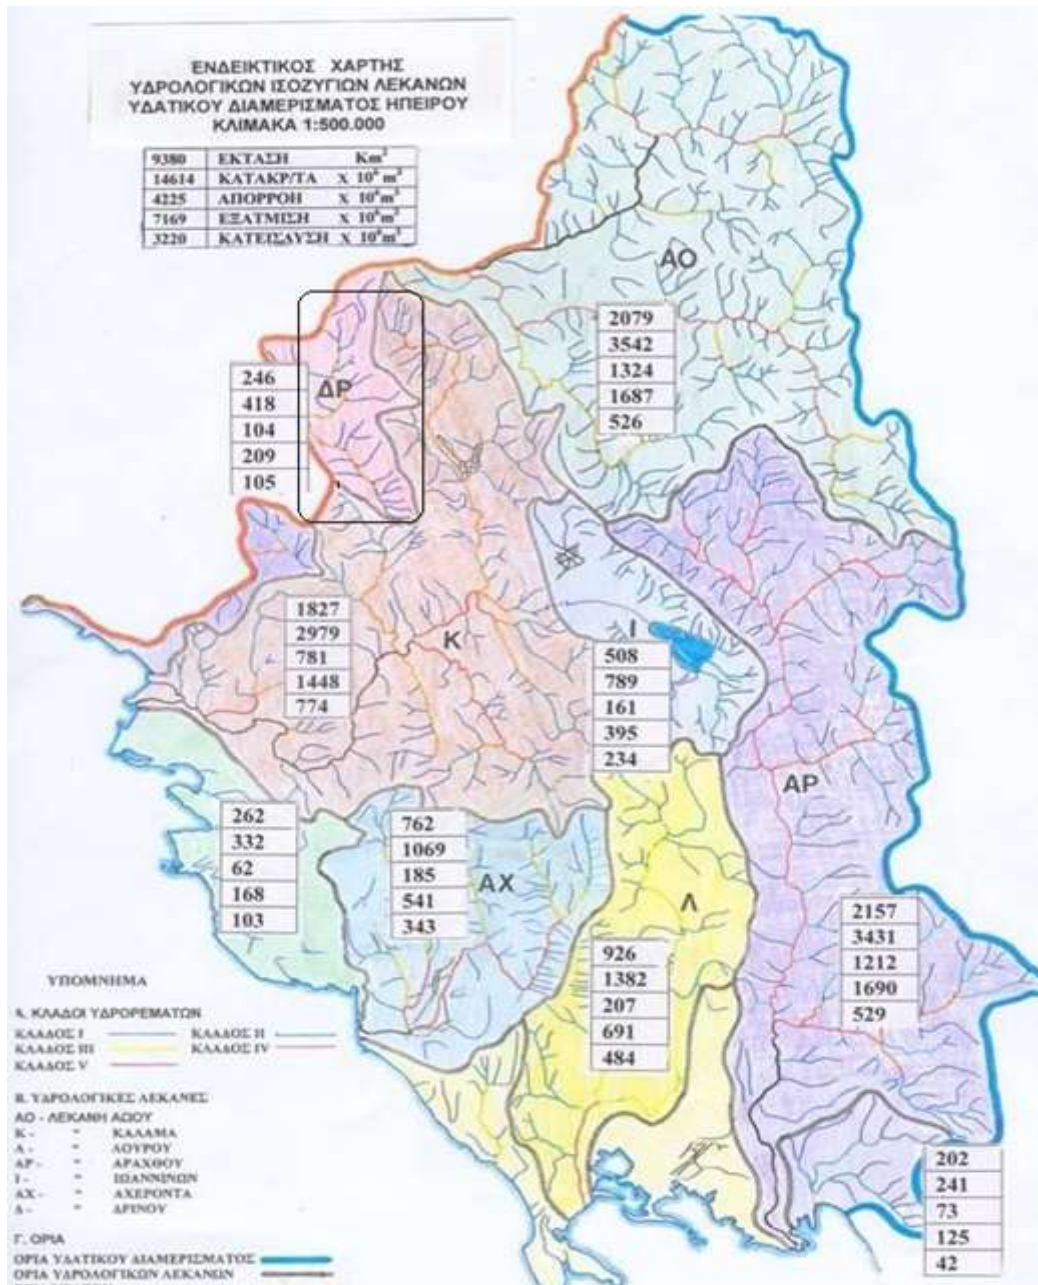 ΕΝΔΕΙΚΤΙΚΟΣ ΧΑΡΤΗΣ
ΥΔΡΟΛΟΓΙΚΩΝ ΙΣΟΖΥΓΙΩΝ ΛΕΚΑΝΩΝ
ΥΔΑΤΙΚΟΥ ΔΙΑΜΕΡΙΣΜΑΤΟΣ ΗΠΕΙΡΟΥ
ΚΛΙΜΑΚΑ 1:500.000
9380 ΕΚΤΑΣΗ Km²
14614 ΚΑΤΑΚΡ/ΤΑ Χ 10⁶ m³
4225 ΑΠΟΡΡΟΗ Χ 10⁶m³
7169 ΕΞΑΤΜΙΣΗ Χ 10⁶m³
3220 ΚΑΤΕΙΣΔΥΣΗ Χ 10⁶m³
ΑΟ
2079
3542
1324
1687
526
ΔΡ
246
418
104
209
105
Κ
1827
2979
781
1448
774
Ι
508
789
161
395
234
ΑΡ
2157
3431
1212
1690
529
262
332
62
168
103
ΑΧ
762
1069
185
541
343
Λ
926
1382
207
691
484
202
241
73
125
42
ΥΠΟΜΝΗΜΑ
Α. ΚΛΑΔΟΙ ΥΔΡΟΡΕΜΑΤΩΝ
ΚΛΑΔΟΣ Ι ΚΛΑΔΟΣ ΙΙ
ΚΛΑΔΟΣ ΙΙΙ ΚΛΑΔΟΣ ΙV
ΚΛΑΔΟΣ V
Β. ΥΔΡΟΛΟΓΙΚΕΣ ΛΕΚΑΝΕΣ
ΑΟ - ΛΕΚΑΝΗ ΑΩΟΥ
Κ - " ΚΑΛΑΜΑ
Λ - " ΛΟΥΡΟΥ
ΑΡ - " ΑΡΑΧΘΟΥ
Ι - " ΙΩΑΝΝΙΝΩΝ
ΑΧ - " ΑΧΕΡΟΝΤΑ
Δ - " ΔΡΙΝΟΥ
Γ. ΟΡΙΑ
ΟΡΙΑ ΥΔΑΤΙΚΟΥ ΔΙΑΜΕΡΙΣΜΑΤΟΣ
ΟΡΙΑ ΥΔΡΟΛΟΓΙΚΩΝ ΛΕΚΑΝΩΝ